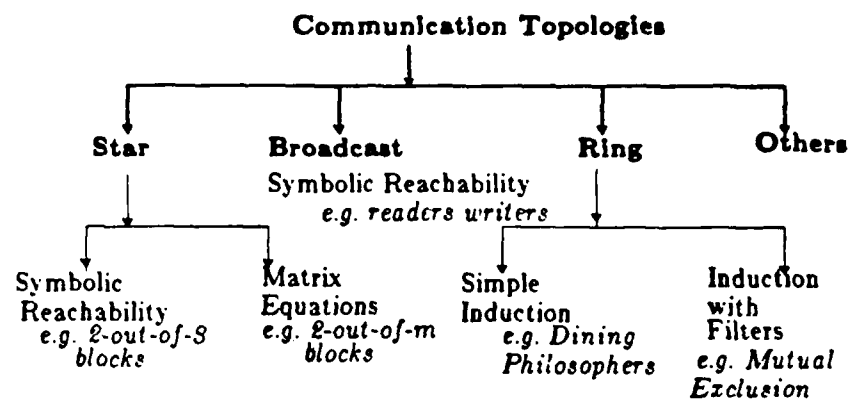 Communication Topologies
Star
Broadcast
Ring
Others
Symbolic Reachability
e.g. readers writers
Symbolic
Reachability
e.g. 2-out-of-3
blocks
Matrix
Equations
e.g. 2-out-of-m
blocks
Simple
Induction
e.g. Dining
Philosophers
Induction
with
Filters
e.g. Mutual
Exclusion